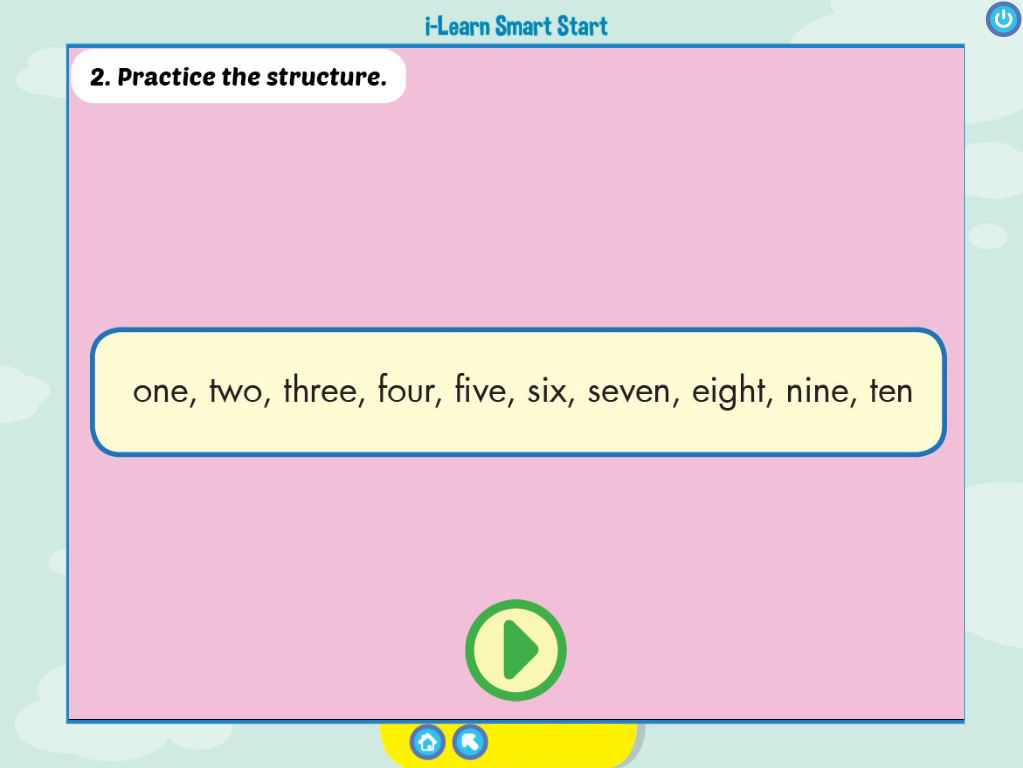 i-Learn Smart Start
2. Practice the structure.
one, two, three, four, five, six, seven, eight, nine, ten